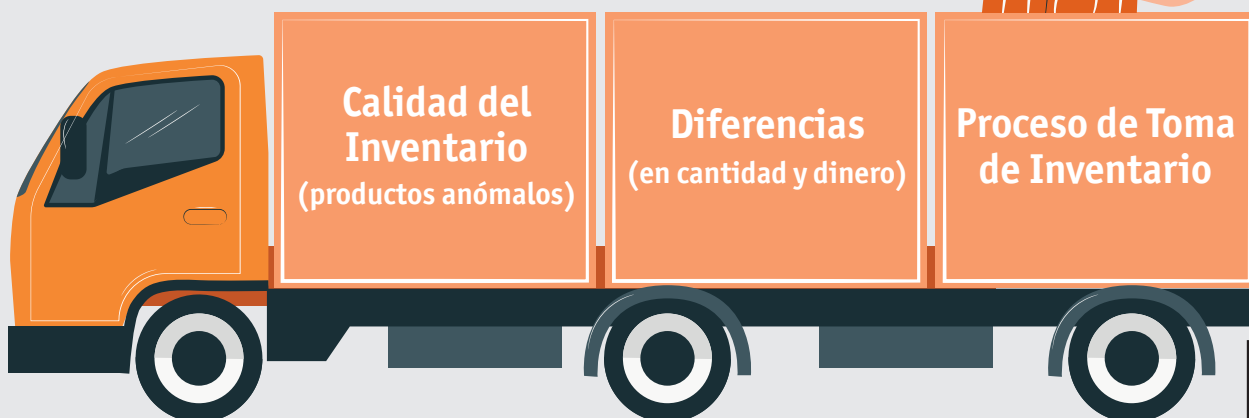 Calidad del
Inventario
(productos anómalos)
Diferencias
(en cantidad y dinero)
Proceso de Toma
de Inventario